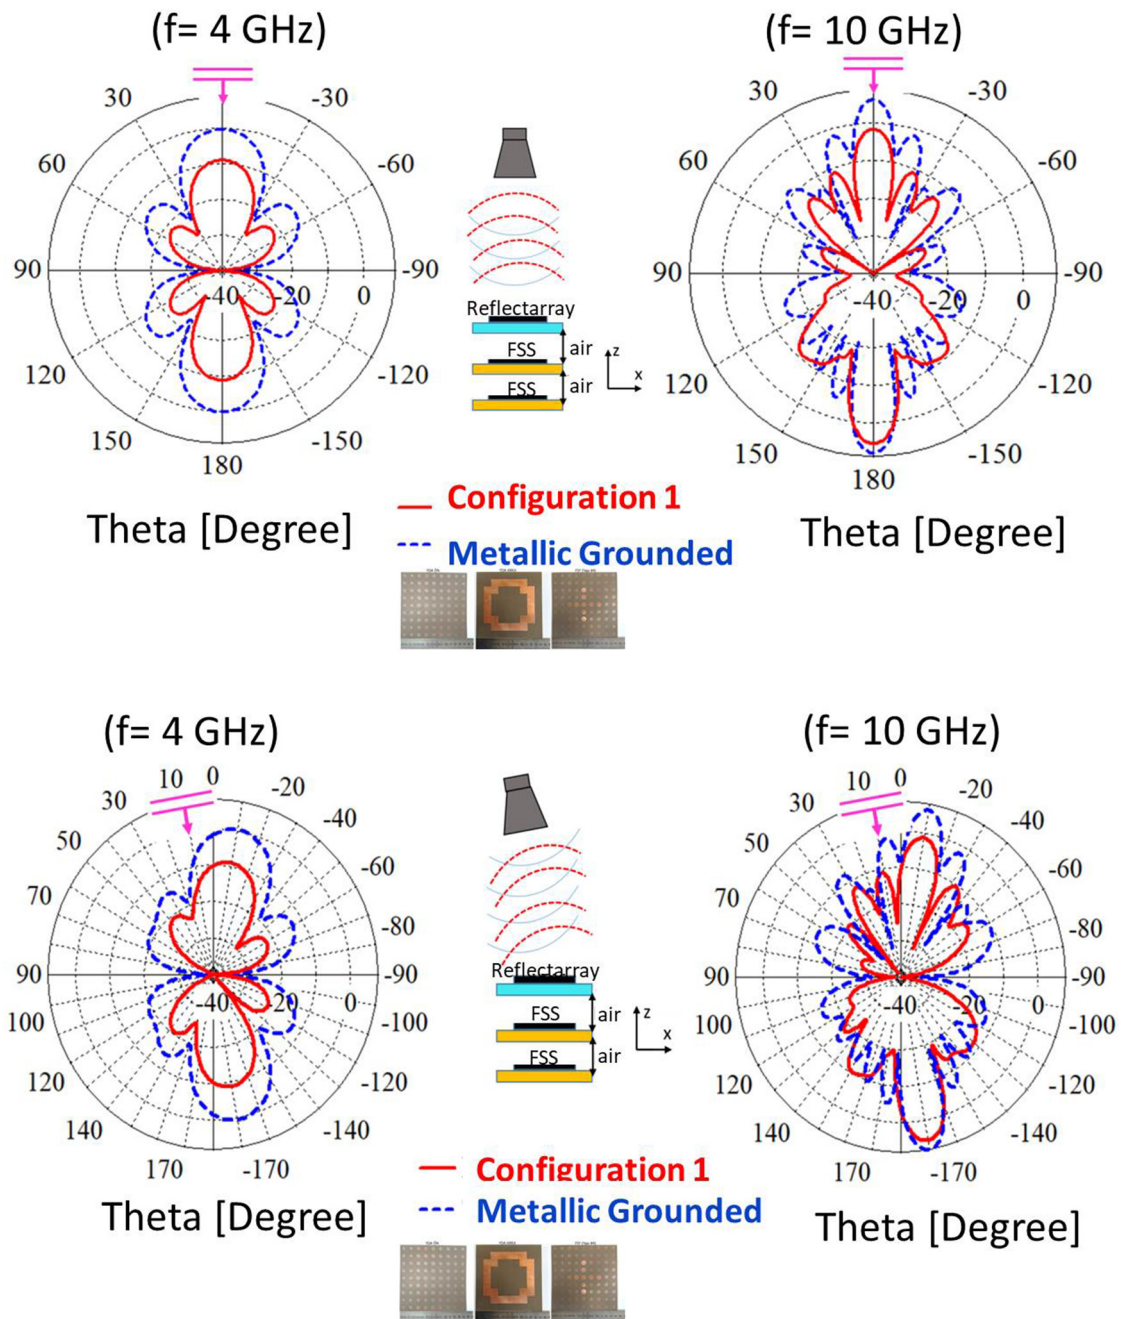 (f= 4 GHz)
(f= 10 GHz)
30
-30
60
-60
90
-40
-20
0
-90
120
-120
150
-150
180
Theta [Degree]
Reflectarray
FSS
air
FSS
air
z
x
30
-30
60
-60
90
-40
-20
0
-90
120
-120
150
-150
180
Theta [Degree]
Configuration 1
Metallic Grounded
(f= 4 GHz)
(f= 10 GHz)
10
0
30
-20
50
-40
70
-60
-80
90
-40
-20
0
-90
100
-100
120
-120
140
-140
170
-170
Theta [Degree]
Reflectarray
FSS
air
FSS
air
z
x
10
0
30
-20
50
-40
70
-60
-80
90
-40
-20
0
-90
100
-100
120
-120
140
-140
170
-170
Theta [Degree]
Configuration 1
Metallic Grounded